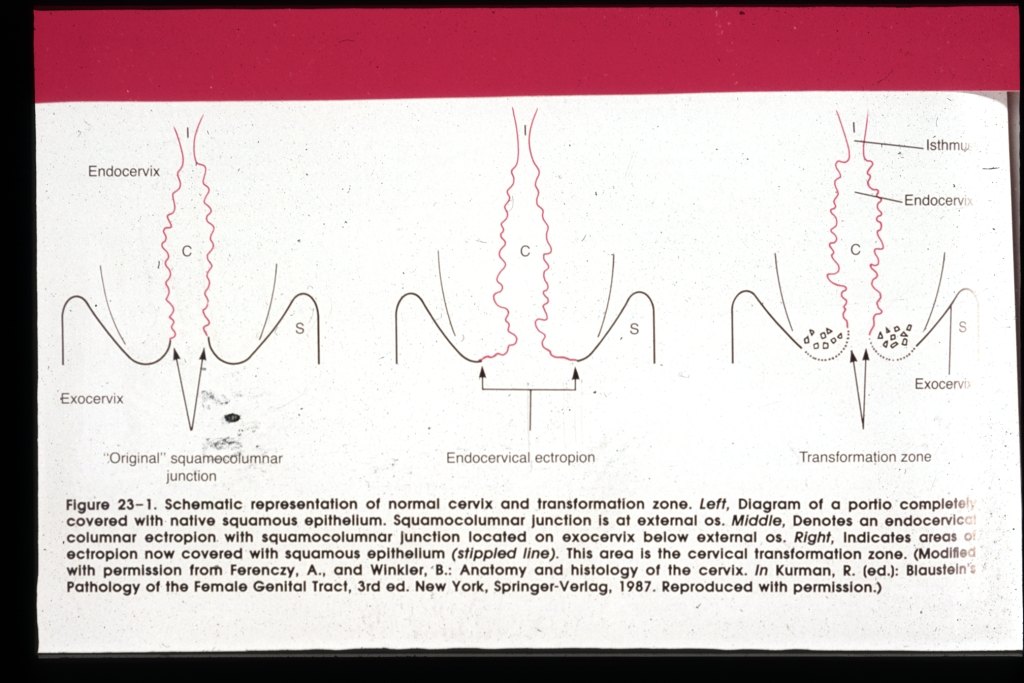 I
I
I
Isthmu
Endocervix
Endocervix
C
C
C
S
S
S
Exocervix
Exocervix
"Original" squamocolumnar
junction
Endocervical ectropion
Transformation zone
Figure 23-1. Schematic representation of normal cervix and transformation zone. Left, Diagram of a portio completely
covered with native squamous epithelium. Squamocolumnar junction is at external os. Middle, Denotes an endocervical
columnar ectropion with squamocolumnar junction located on exocervix below external os. Right, Indicates areas of
ectropion now covered with squamous epithelium (stippled line). This area is the cervical transformation zone. (Modified
with permission from Ferenczy, A., and Winkler, B.: Anatomy and histology of the cervix. In Kurman, R. (ed.): Blaustein's
Pathology of the Female Genital Tract, 3rd ed. New York, Springer-Verlag, 1987. Reproduced with permission.)